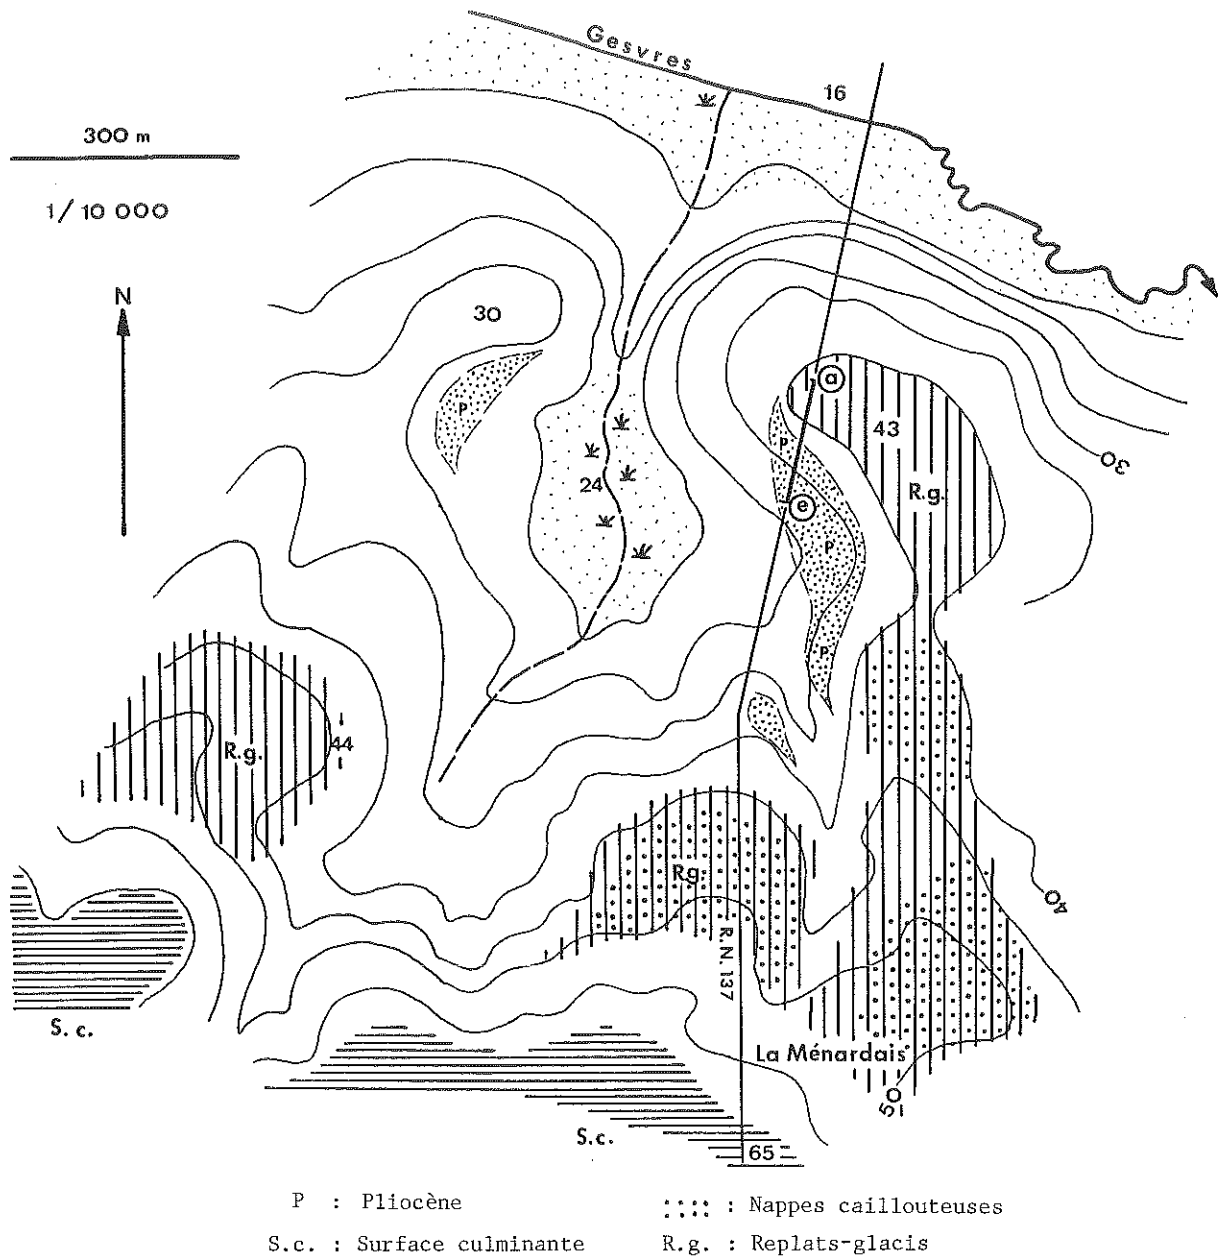 Gesvres
16
300 m
1/10 000
N
30
a
P
43
P
30
24
R.g.
e
P
P
R.g.
44
Rg.
40
R.N. 137
S.c.
La Ménardais
50
S.c.
65
P : Pliocène
: Nappes caillouteuses
S.c. : Surface culminante
R.g. : Replats-glacis